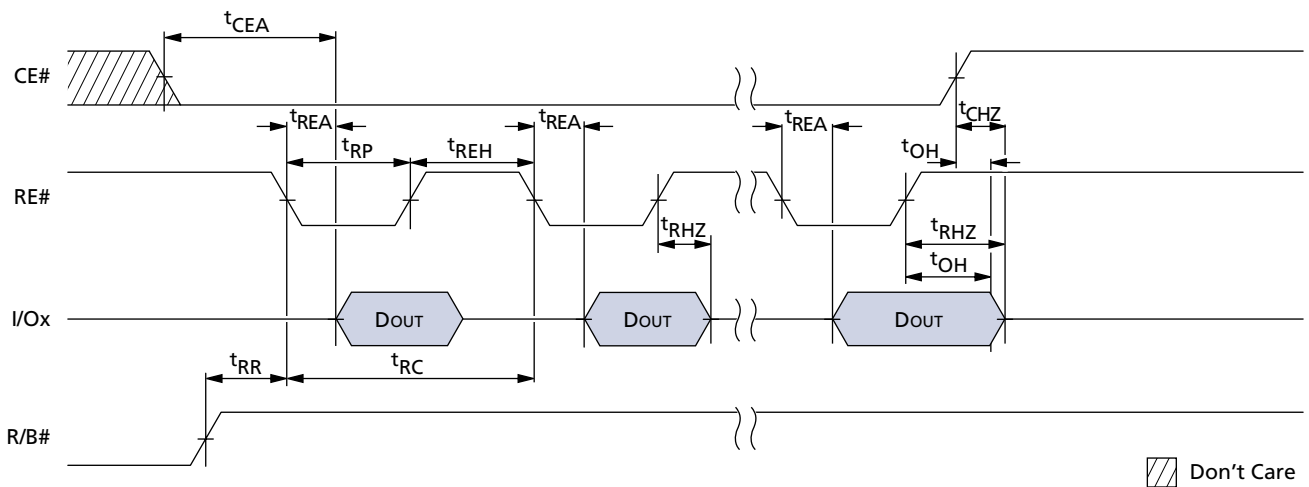 tCEA
CE#
tREA
tREA
tREA
tCHZ
tRP
tREH
tOH
RE#
tRHZ
tRHZ
tOH
I/Ox
DOUT
DOUT
DOUT
tRR
tRC
R/B#
Don't Care